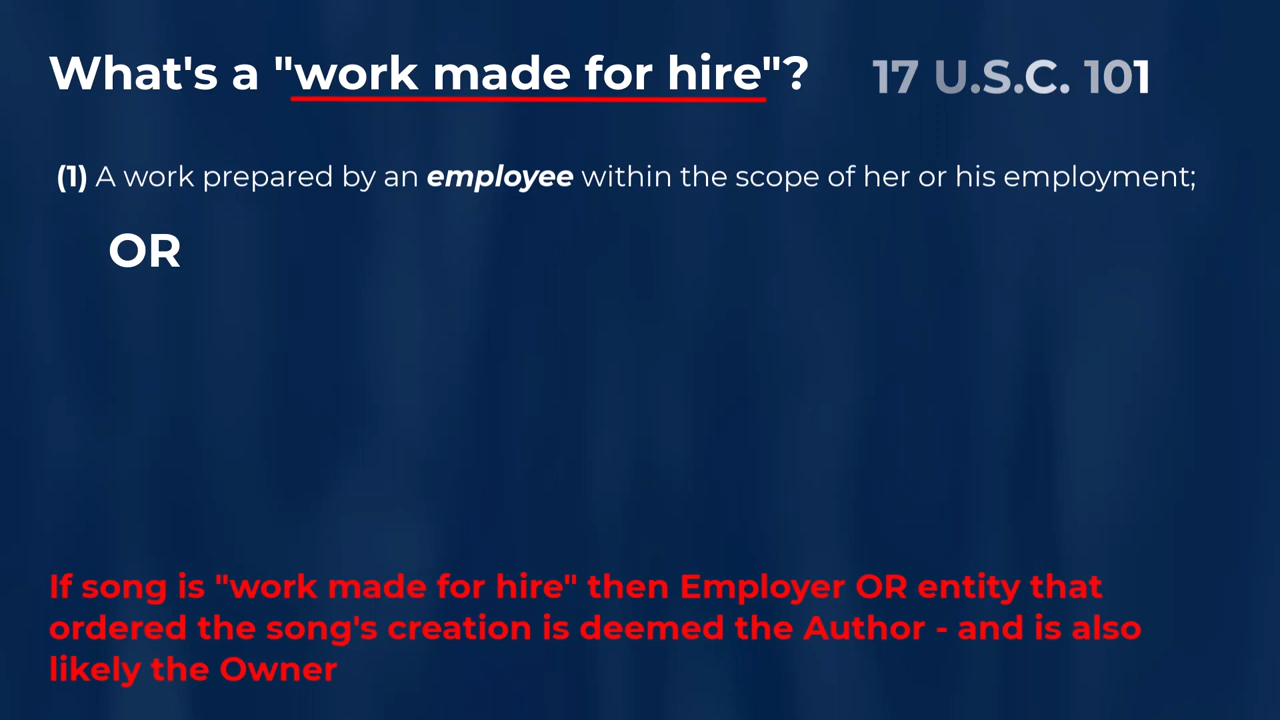 What's a "work made for hire"? 17 U.S.C. 101
(1) A work prepared by an employee within the scope of her or his employment;
OR
If song is "work made for hire" then Employer OR entity that
ordered the song's creation is deemed the Author - and is also
likely the Owner